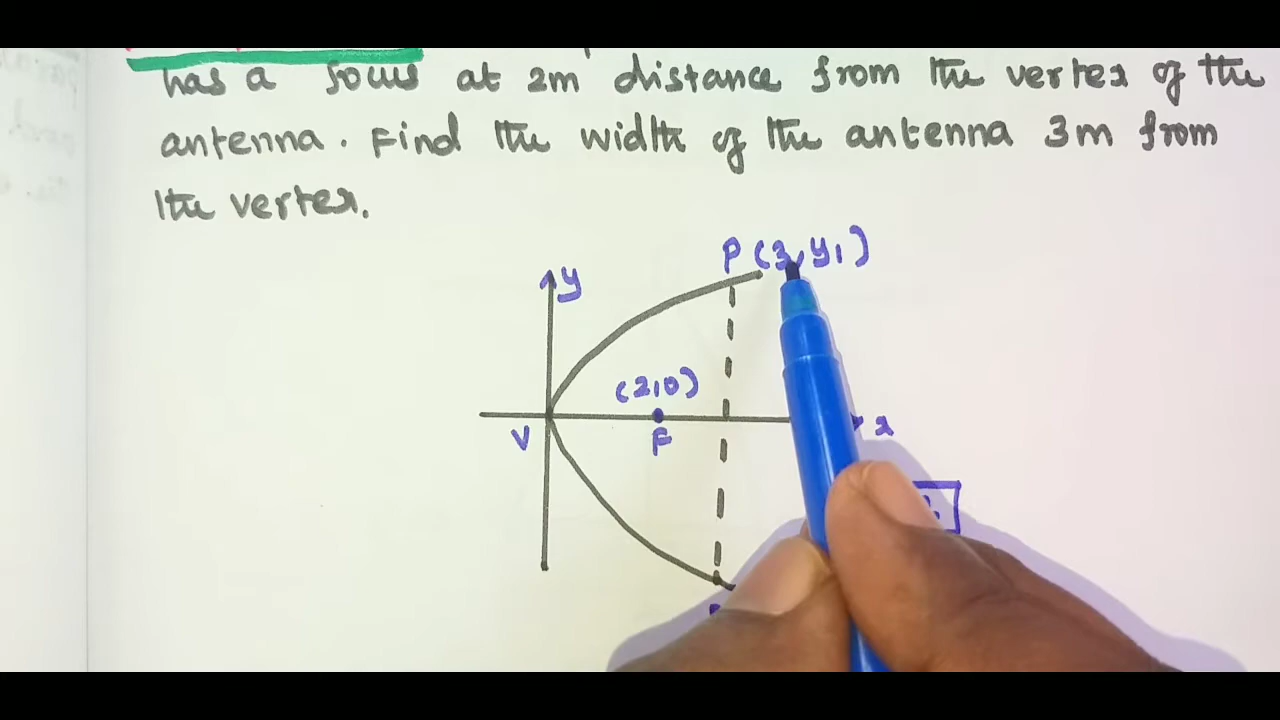 has a focus at 2m distance from the vertex of the
antenna. Find the width of the antenna 3m from
the vertex.
P (3, y1)
y
(2,0)
V
F
x